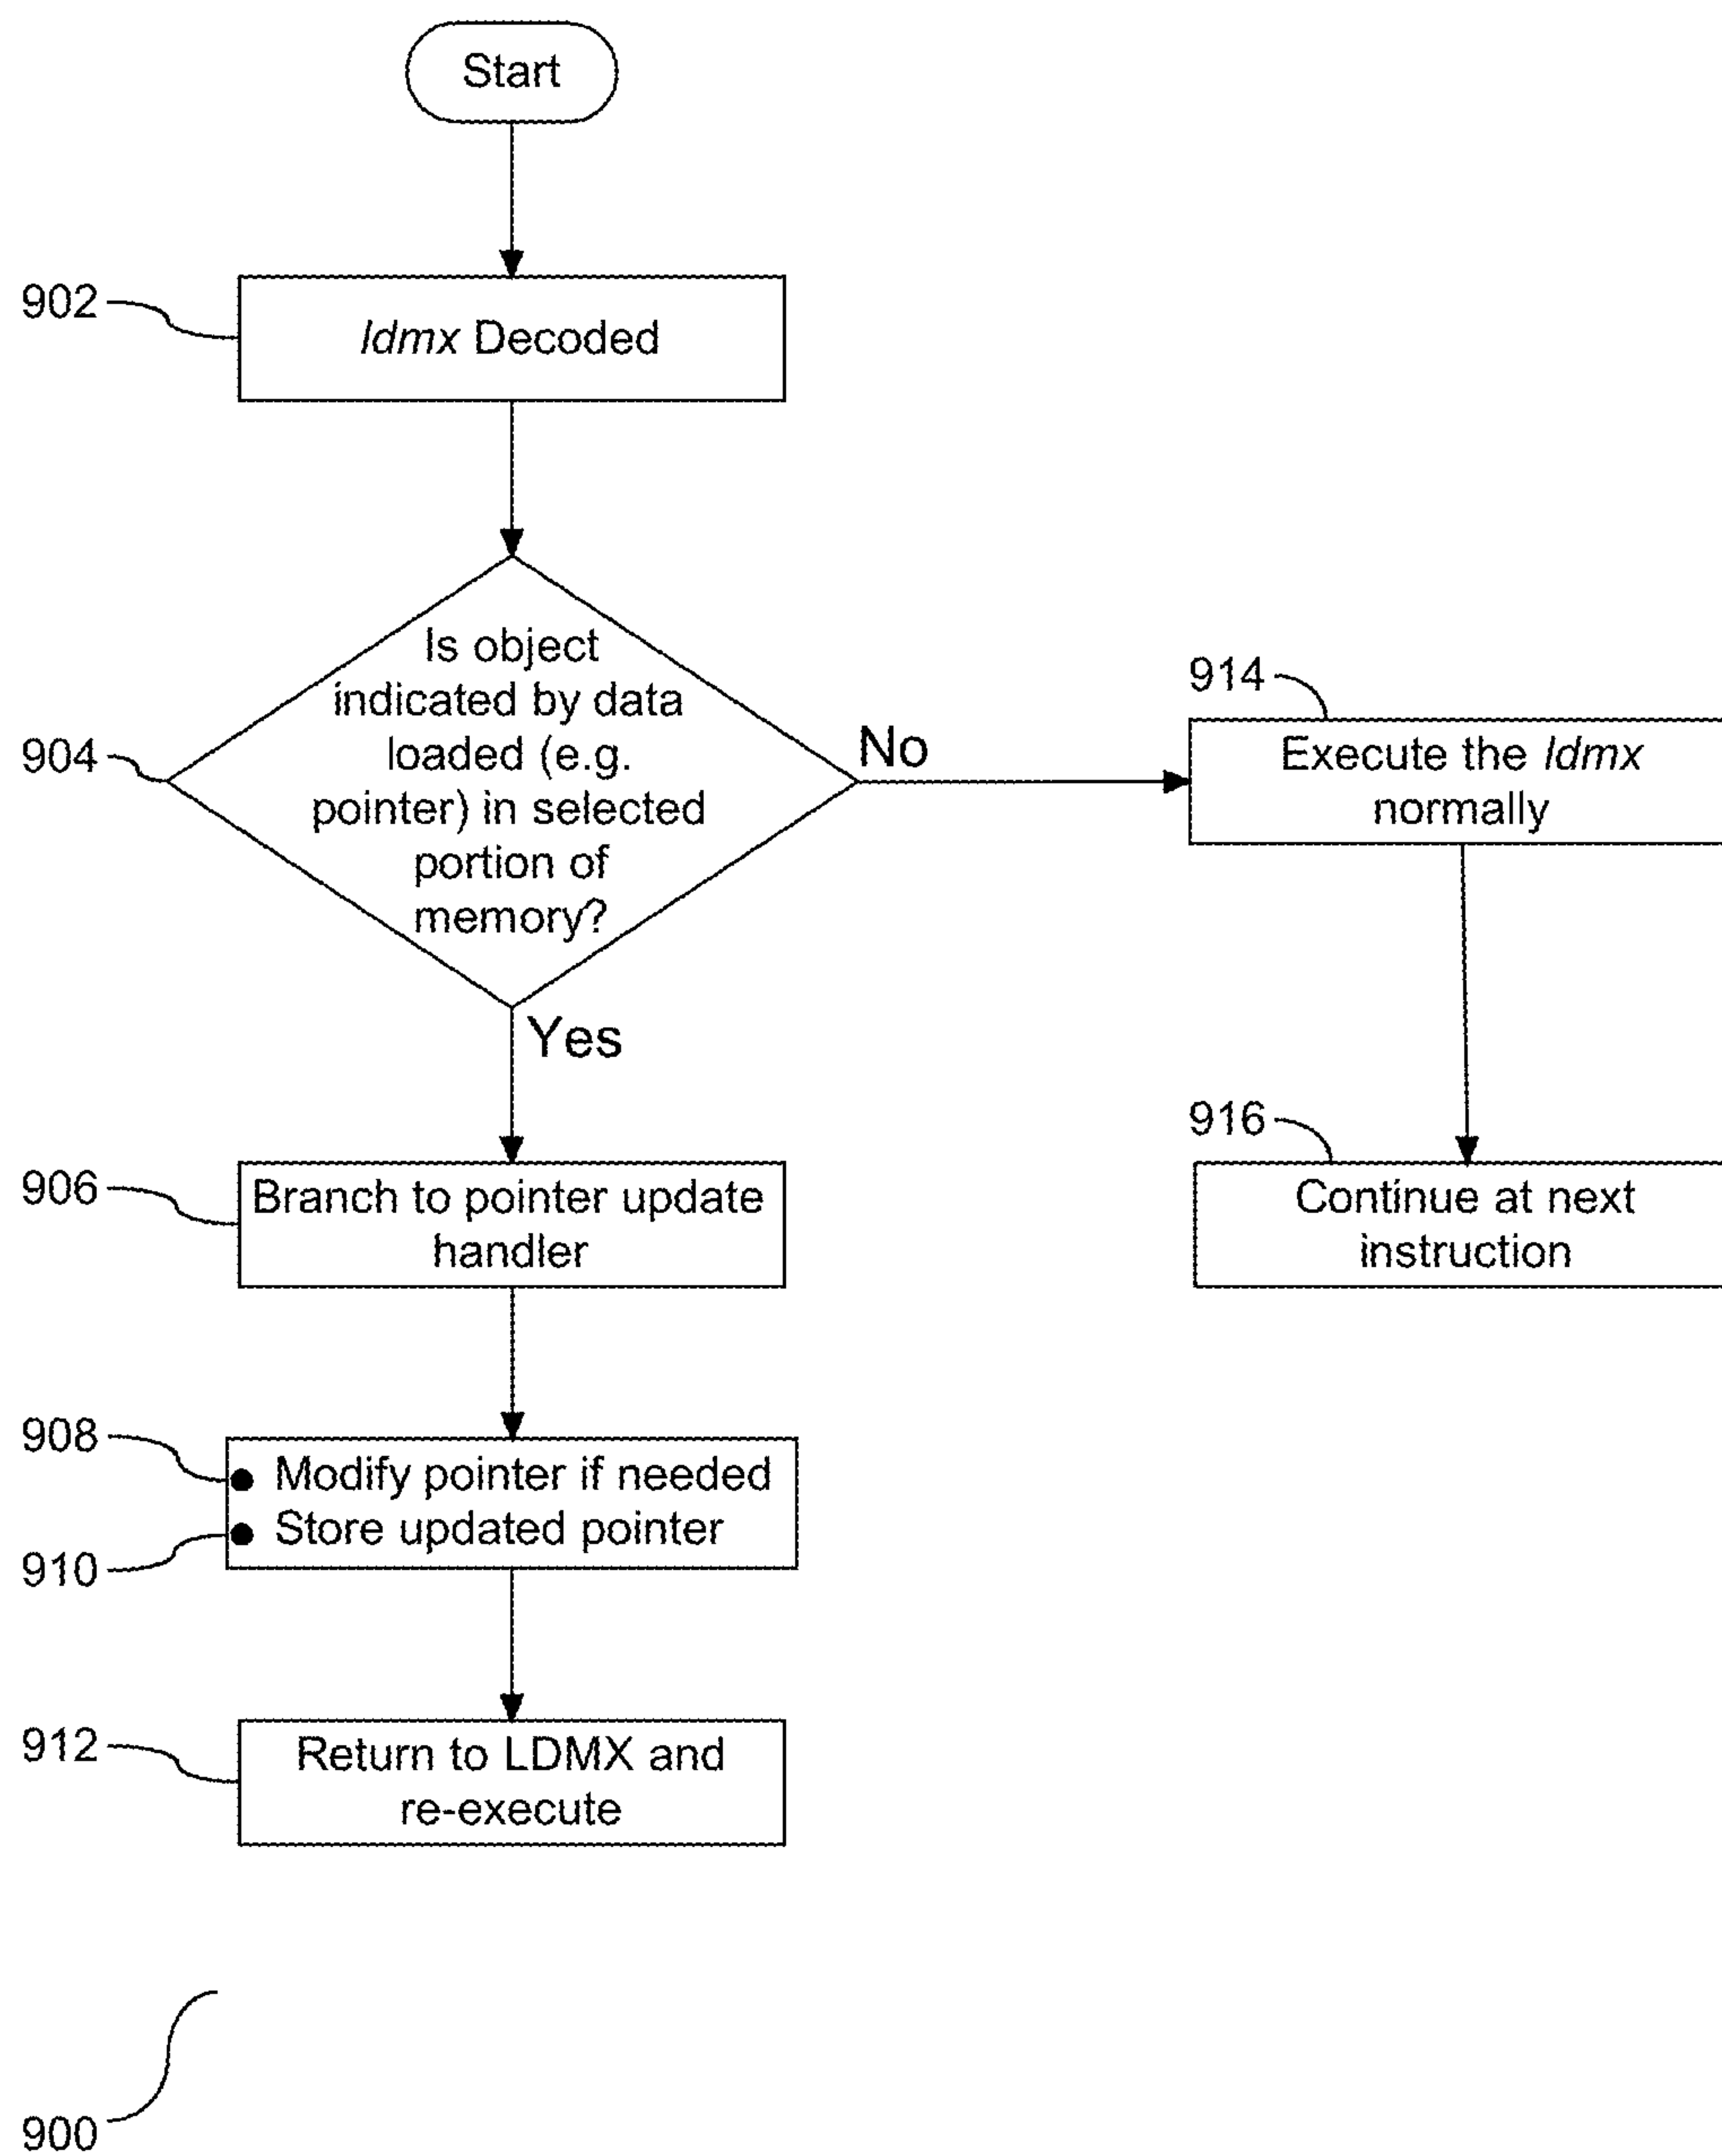 Start
902
ldmx Decoded
904
Is object
indicated by data
loaded (e.g.
pointer) in selected
portion of
memory?
No
914
Execute the ldmx
normally
Yes
916
Continue at next
instruction
906
Branch to pointer update
handler
908
● Modify pointer if needed
● Store updated pointer
910
912
Return to LDMX and
re-execute
900